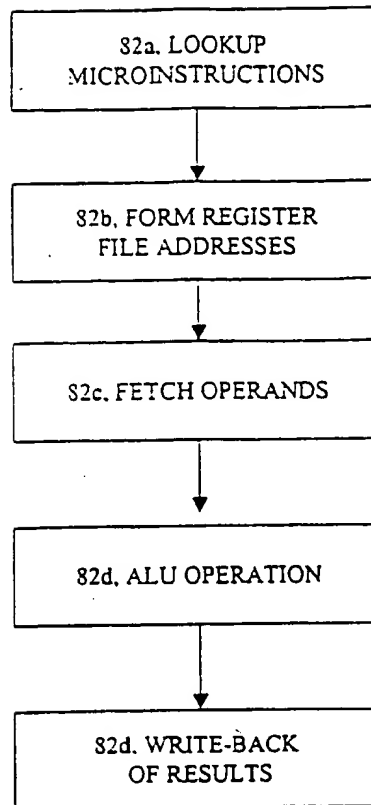 82a. LOOKUP
MICROINSTRUCTIONS
82b, FORM REGISTER
FILE ADDRESSES
82c. FETCH OPERANDS
82d, ALU OPERATION
82d. WRITE-BACK
OF RESULTS